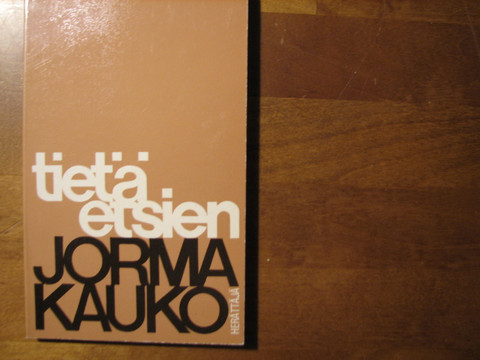 tietä
etsien
JORMA
KAUKO
HERÄTTÄJÄ